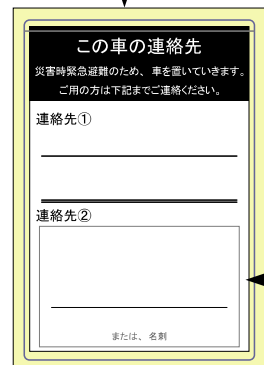 この車の連絡先
災害時緊急避難のため、車を置いていきます。
ご用の方は下記までご連絡ください。
連絡先①
連絡先②
または、名刺